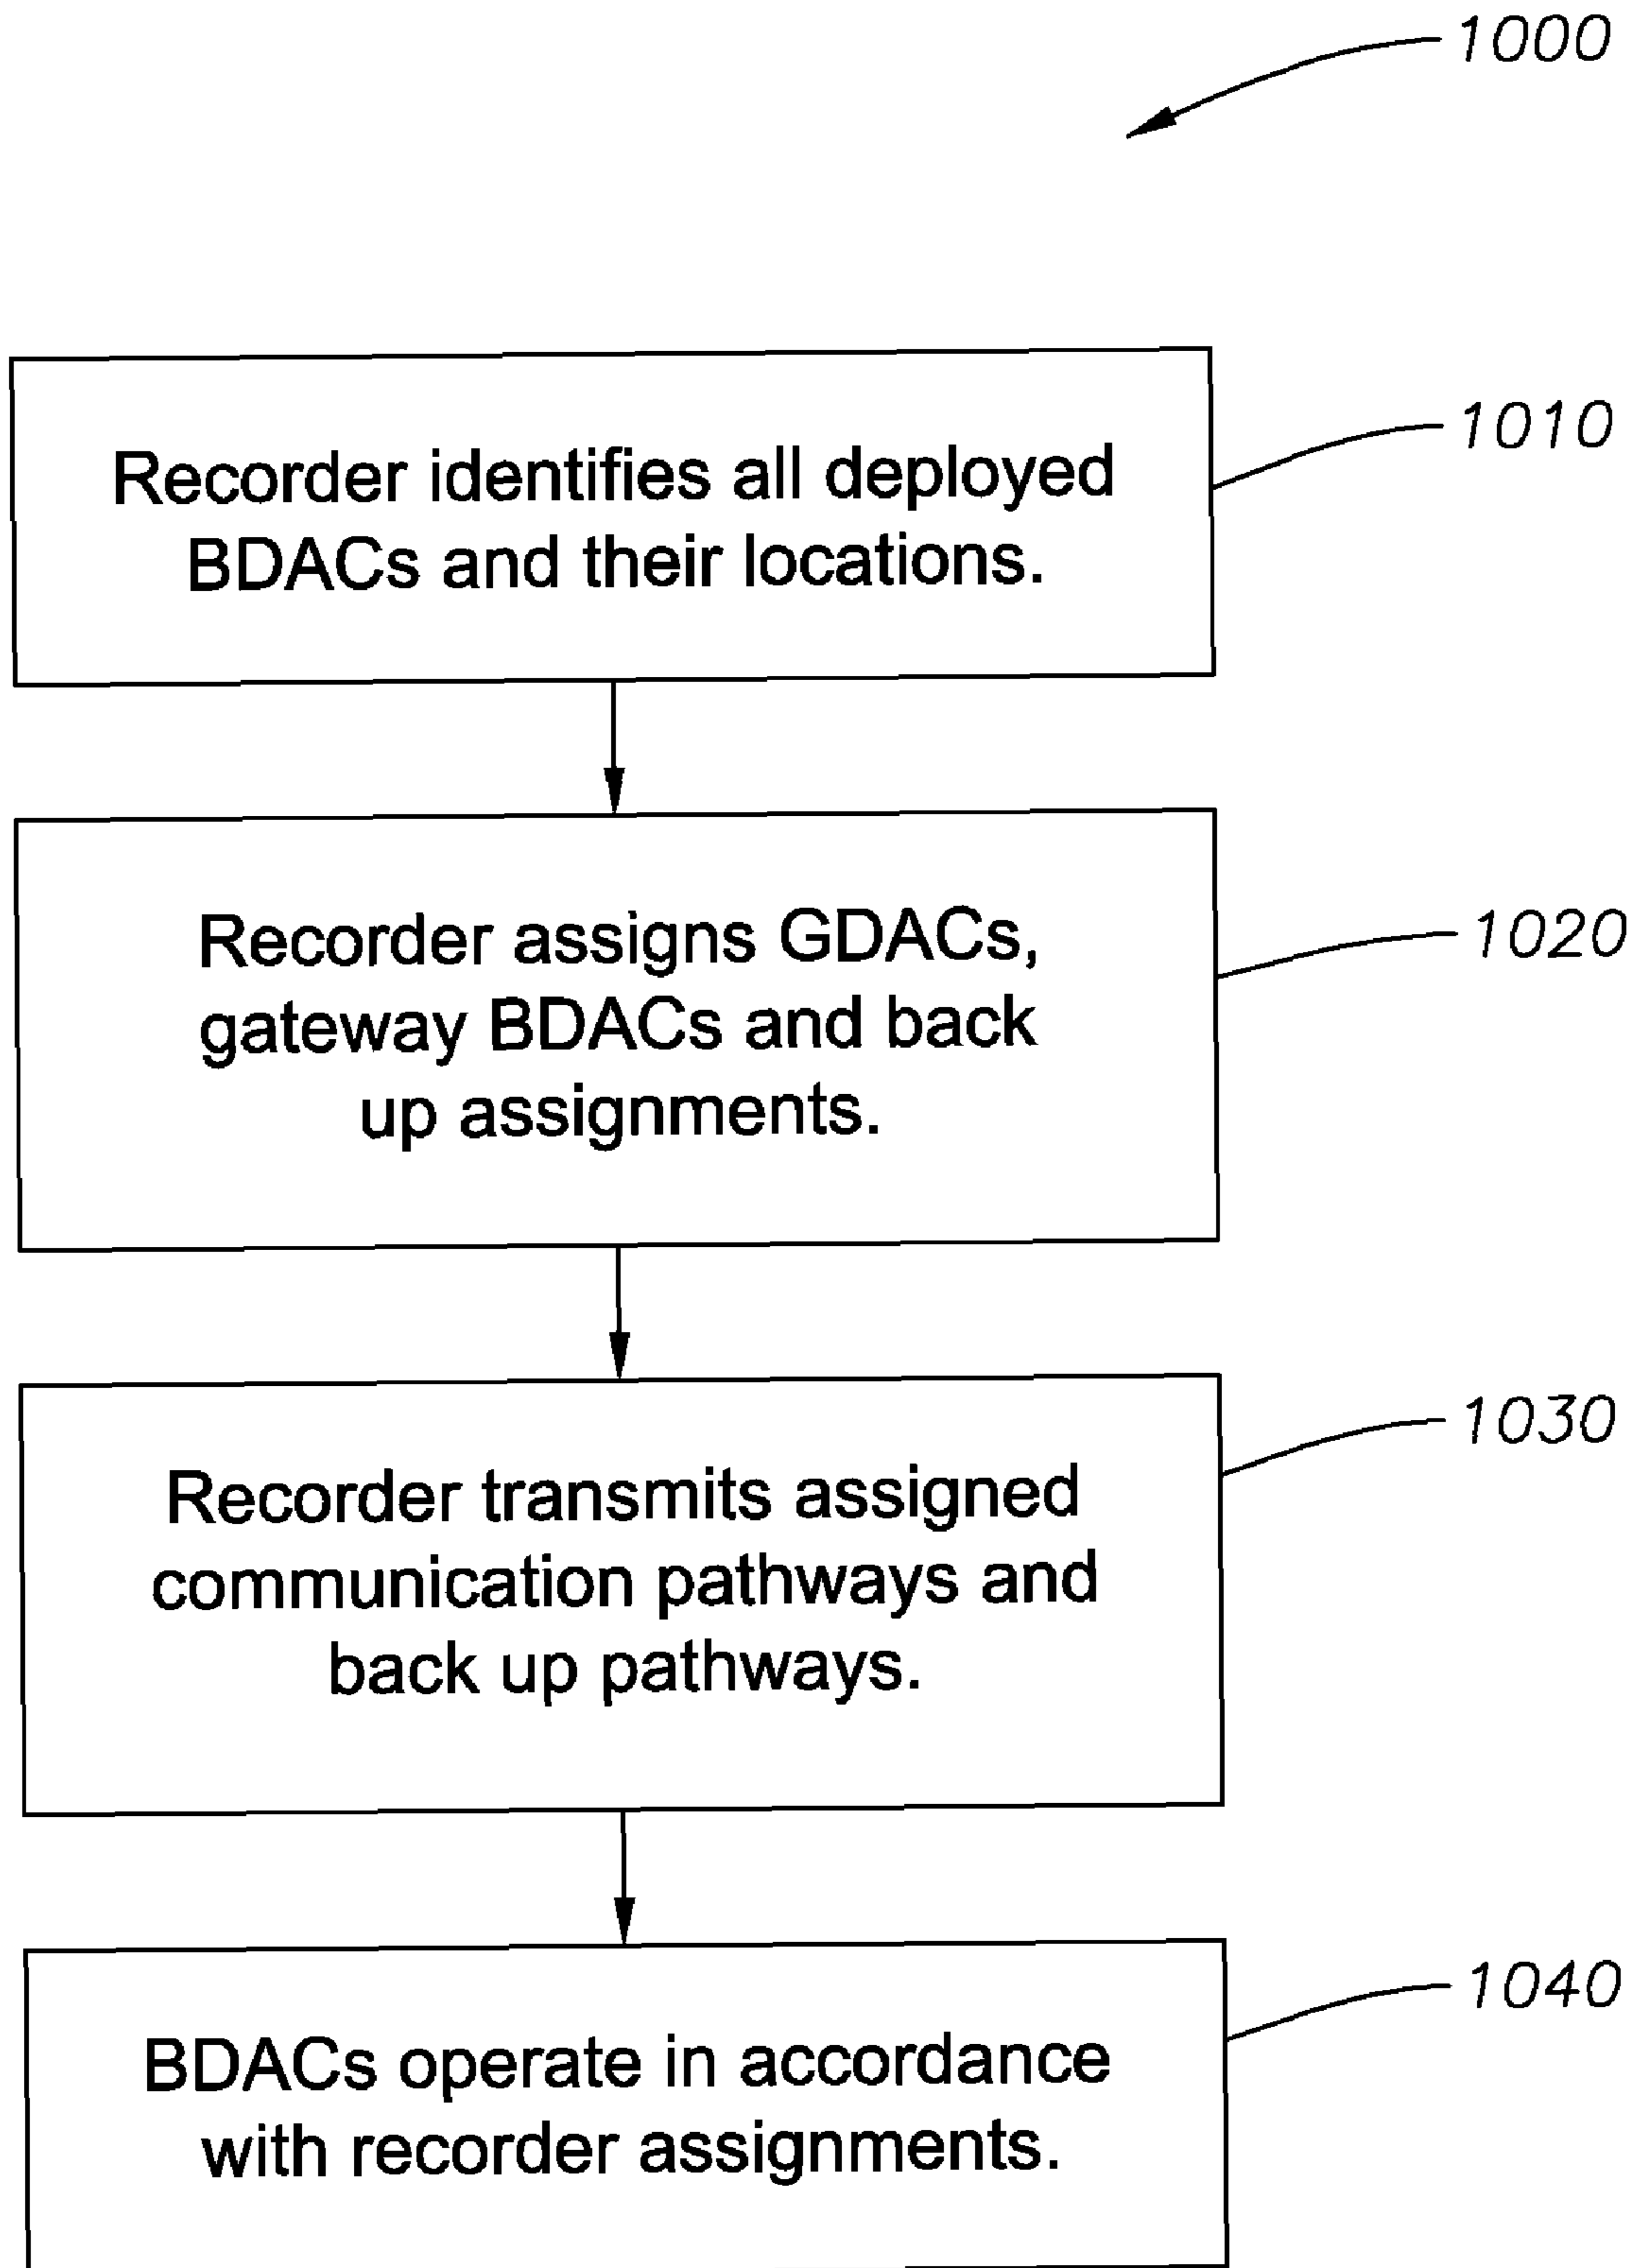 1000
Recorder identifies all deployed
BDACs and their locations.
1010
Recorder assigns GDACs,
gateway BDACs and back
up assignments.
1020
Recorder transmits assigned
communication pathways and
back up pathways.
1030
BDACs operate in accordance
with recorder assignments.
1040